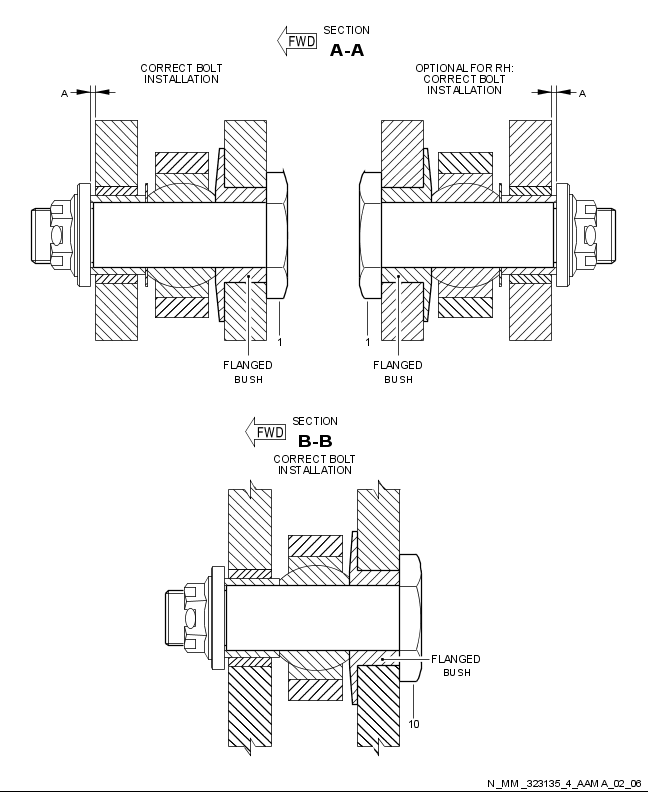 FWD
SECTION
A-A
CORRECT BOLT
INSTALLATION
OPTIONAL FOR RH:
CORRECT BOLT
INSTALLATION
A
A
1
1
FLANGED
BUSH
FLANGED
BUSH
FWD
SECTION
B-B
CORRECT BOLT
INSTALLATION
FLANGED
BUSH
10
N_MM_323135_4_AAMA_02_06